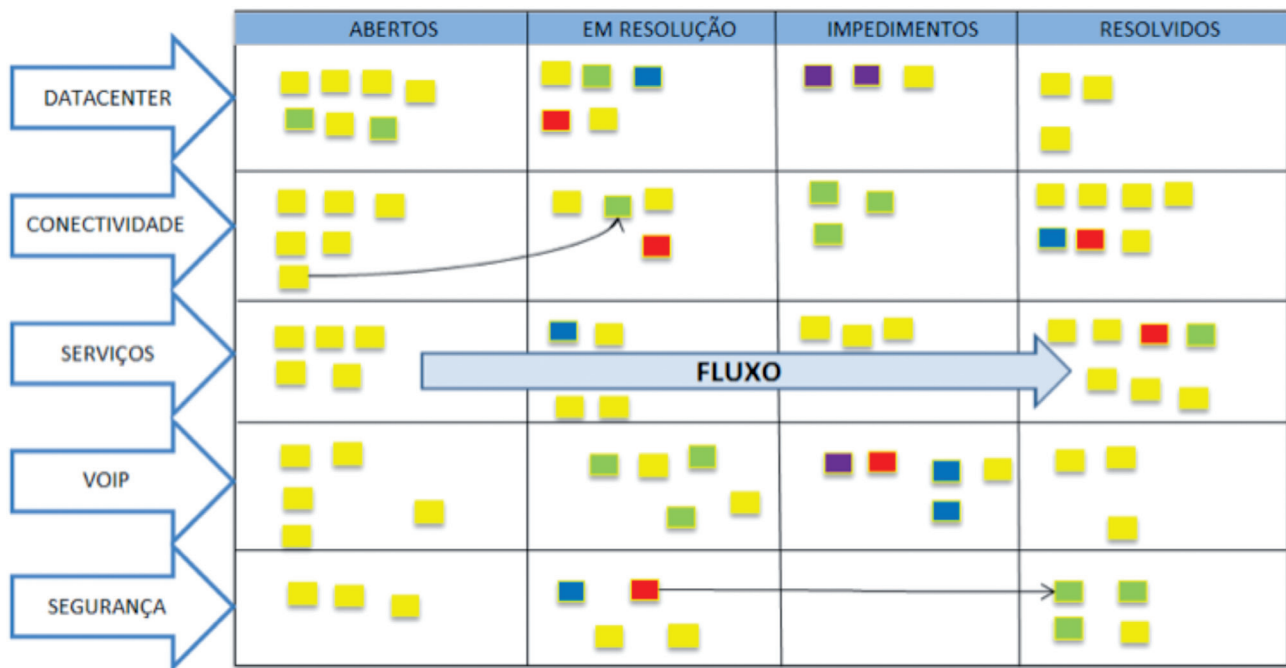 ABERTOS
EM RESOLUÇÃO
IMPEDIMENTOS
RESOLVIDOS
DATACENTER
CONECTIVIDADE
SERVIÇOS
FLUXO
VOIP
SEGURANÇA